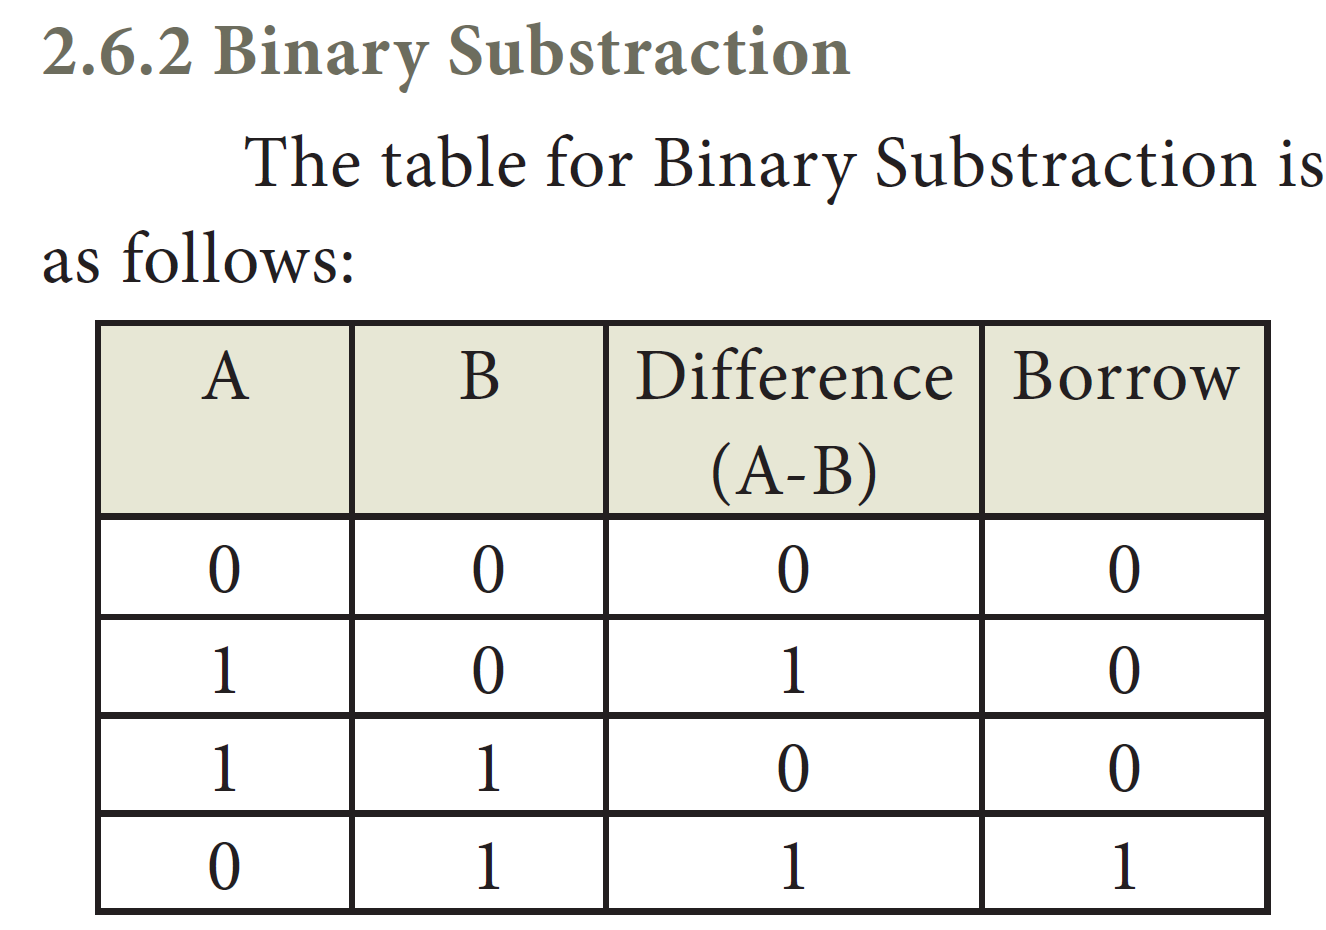 2.6.2 Binary Substraction
The table for Binary Substraction is
as follows:
A B Difference (A-B) Borrow
0 0 0 0
1 0 1 0
1 1 0 0
0 1 1 1